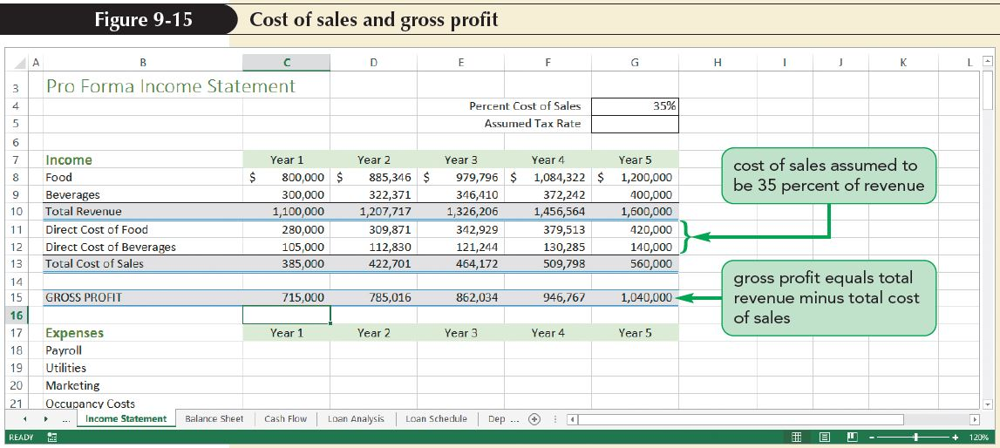 Figure 9-15 Cost of sales and gross profit
A B C D E F G H I J K L
3 Pro Forma Income Statement
4 Percent Cost of Sales 35%
5 Assumed Tax Rate
6
7 Income Year 1 Year 2 Year 3 Year 4 Year 5
8 Food $ 800,000 $ 885,346 $ 979,796 $ 1,084,322 $ 1,200,000
9 Beverages 300,000 322,371 346,410 372,242 400,000
10 Total Revenue 1,100,000 1,207,717 1,326,206 1,456,564 1,600,000
11 Direct Cost of Food 280,000 309,871 342,929 379,513 420,000
12 Direct Cost of Beverages 105,000 112,830 121,244 130,285 140,000
13 Total Cost of Sales 385,000 422,701 464,172 509,798 560,000
14
15 GROSS PROFIT 715,000 785,016 862,034 946,767 1,040,000
16
17 Expenses Year 1 Year 2 Year 3 Year 4 Year 5
18 Payroll
19 Utilities
20 Marketing
21 Occupancy Costs
cost of sales assumed to
be 35 percent of revenue
gross profit equals total
revenue minus total cost
of sales
... Income Statement Balance Sheet Cash Flow Loan Analysis Loan Schedule Dep ...
READY 120%